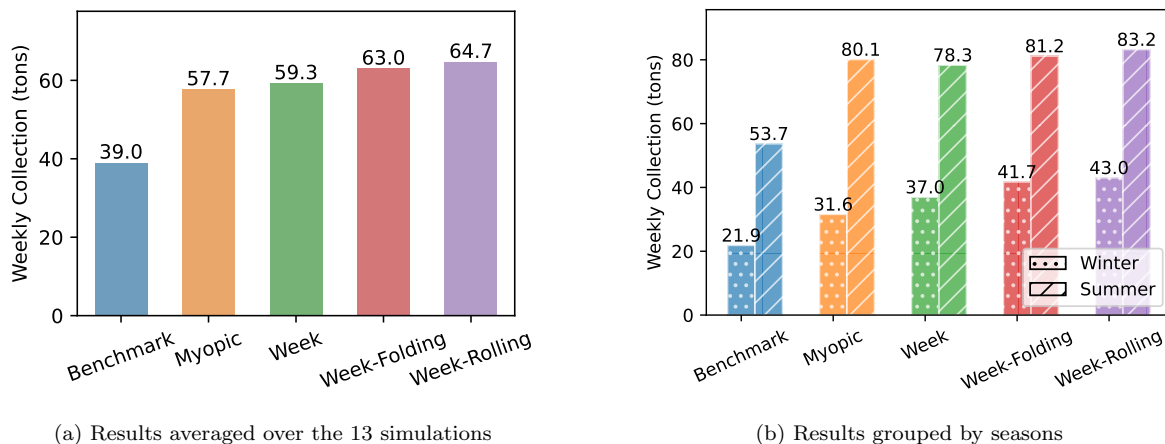 Weekly Collection (tons)
60
40
20
0
39.0
57.7
59.3
63.0
64.7
Benchmark
Myopic
Week
Week-Folding
Week-Rolling
(a) Results averaged over the 13 simulations
Weekly Collection (tons)
80
60
40
20
0
21.9
53.7
31.6
80.1
37.0
78.3
41.7
81.2
43.0
83.2
Winter
Summer
Benchmark
Myopic
Week
Week-Folding
Week-Rolling
(b) Results grouped by seasons